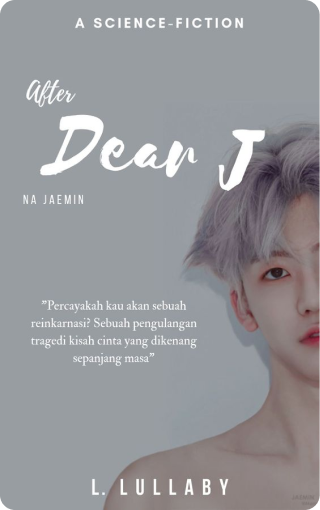 A SCIENCE-FICTION
After
Dear J
NA JAEMIN
"Percayakah kau akan sebuah
reinkarnasi? Sebuah pengulangan
tragedi kisah cinta yang dikenang
sepanjang masa"
L. LULLABY